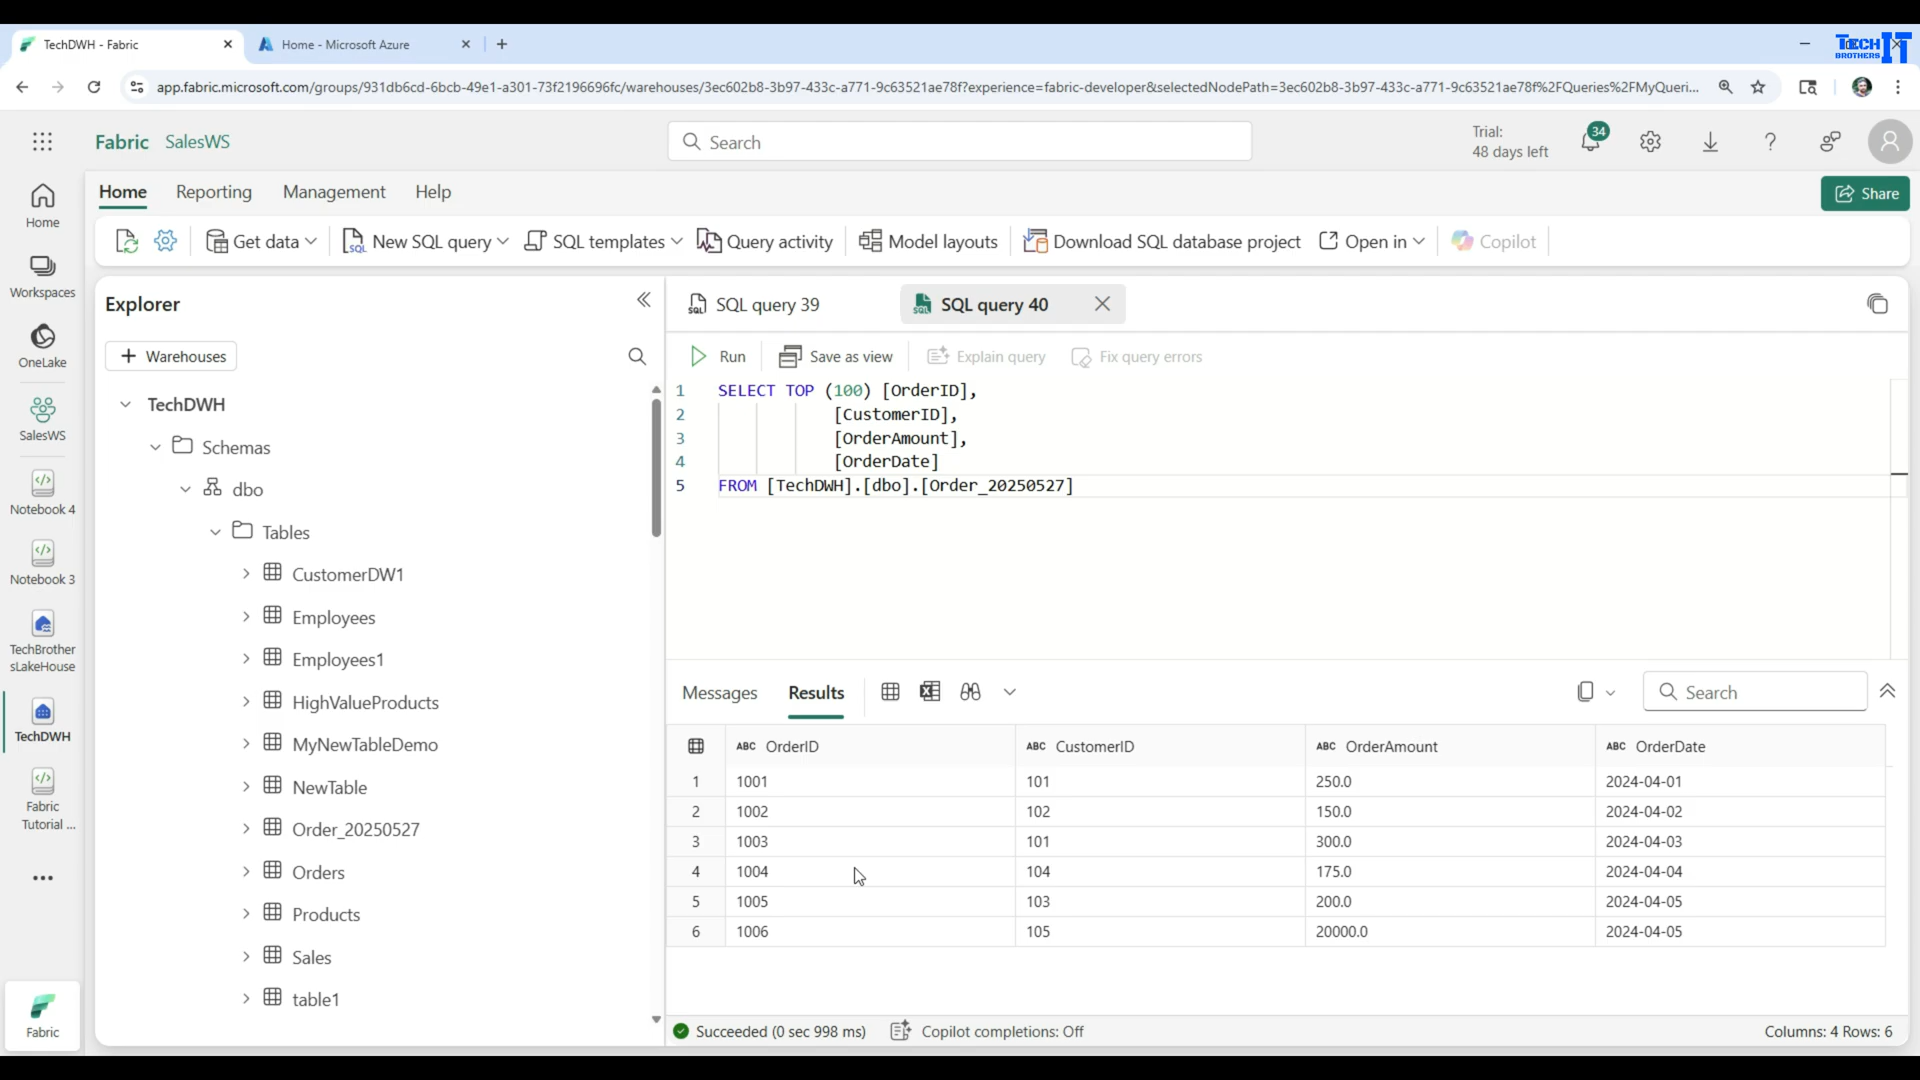 TechDWH - Fabric
Home - Microsoft Azure
TECH IT
BROTHERS
app.fabric.microsoft.com/groups/931db6cd-6bcb-49e1-a301-73f2196696fc/warehouses/3ec602b8-3b97-433c-a771-9c63521ae78f?experience=fabric-developer&selectedNodePath=3ec602b8-3b97-433c-a771-9c63521ae78f%2FQueries%2FMyQueri...
Fabric SalesWS
Search
Trial:
48 days left
34
Home Reporting Management Help
Share
Get data New SQL query SQL templates Query activity Model layouts Download SQL database project Open in Copilot
Home
Workspaces
OneLake
SalesWS
Notebook 4
Notebook 3
TechBrother
sLakeHouse
TechDWH
Fabric
Tutorial ...
Fabric
Explorer
Warehouses
TechDWH
Schemas
dbo
Tables
CustomerDW1
Employees
Employees1
HighValueProducts
MyNewTableDemo
NewTable
Order_20250527
Orders
Products
Sales
table1
SQL query 39
SQL query 40
Run Save as view Explain query Fix query errors
1 SELECT TOP (100) [OrderID],
2 [CustomerID],
3 [OrderAmount],
4 [OrderDate]
5 FROM [TechDWH].[dbo].[Order_20250527]
Messages Results
Search
ABC OrderID ABC CustomerID ABC OrderAmount ABC OrderDate
1 1001 101 250.0 2024-04-01
2 1002 102 150.0 2024-04-02
3 1003 101 300.0 2024-04-03
4 1004 104 175.0 2024-04-04
5 1005 103 200.0 2024-04-05
6 1006 105 20000.0 2024-04-05
Succeeded (0 sec 998 ms) Copilot completions: Off Columns: 4 Rows: 6